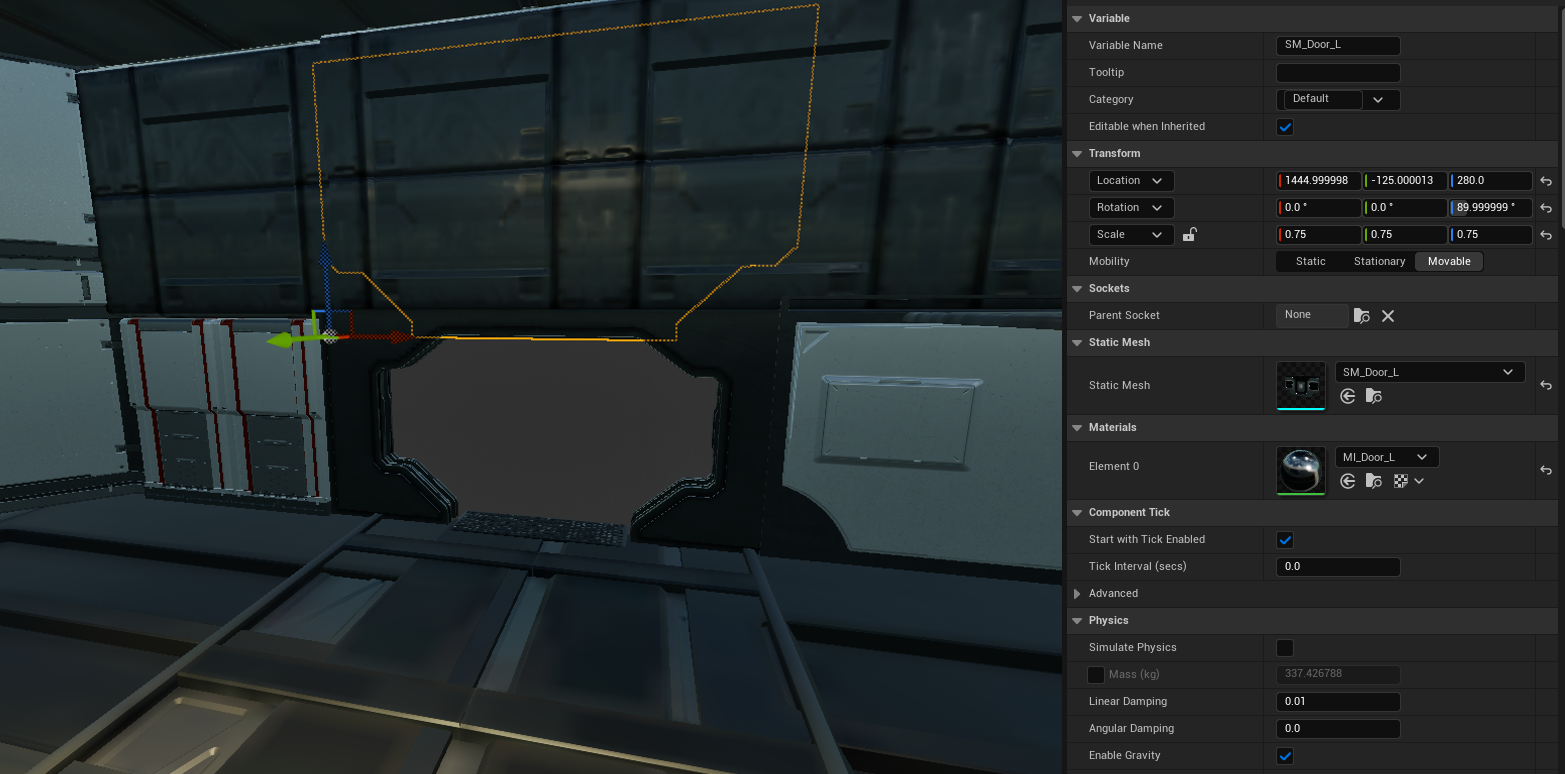 Variable
Variable Name SM_Door_L
Tooltip
Category Default
Editable when Inherited
Transform
Location 1444.999998 -125.000013 280.0
Rotation 0.0 ° 0.0 ° 89.999999 °
Scale 0.75 0.75 0.75
Mobility Static Stationary Movable
Sockets
Parent Socket None
Static Mesh
Static Mesh SM_Door_L
Materials
Element 0 MI_Door_L
Component Tick
Start with Tick Enabled
Tick Interval (secs) 0.0
Advanced
Physics
Simulate Physics
Mass (kg) 337.426788
Linear Damping 0.01
Angular Damping 0.0
Enable Gravity